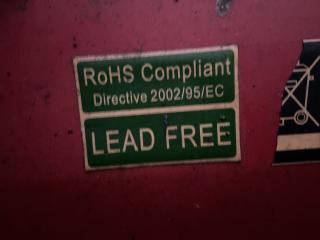 RoHS Compliant
Directive 2002/95/EC
LEAD FREE